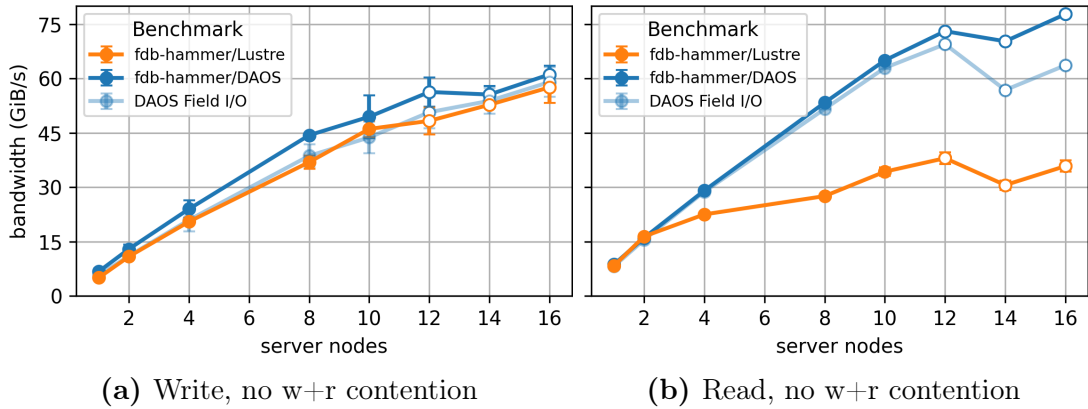 75
60
45
30
15
0
bandwidth (GiB/s)
Benchmark
fdb-hammer/Lustre
fdb-hammer/DAOS
DAOS Field I/O
2 4 6 8 10 12 14 16
server nodes
(a) Write, no w+r contention
Benchmark
fdb-hammer/Lustre
fdb-hammer/DAOS
DAOS Field I/O
2 4 6 8 10 12 14 16
server nodes
(b) Read, no w+r contention